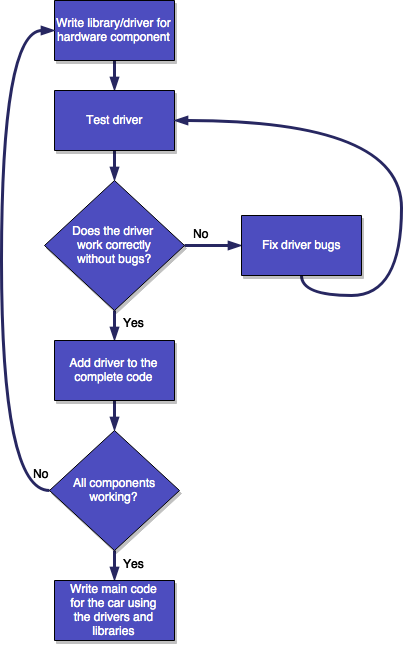 Write library/driver for
hardware component
Test driver
Does the driver
work correctly
without bugs?
No
Fix driver bugs
Yes
Add driver to the
complete code
All components
working?
No
Yes
Write main code
for the car using
the drivers and
libraries